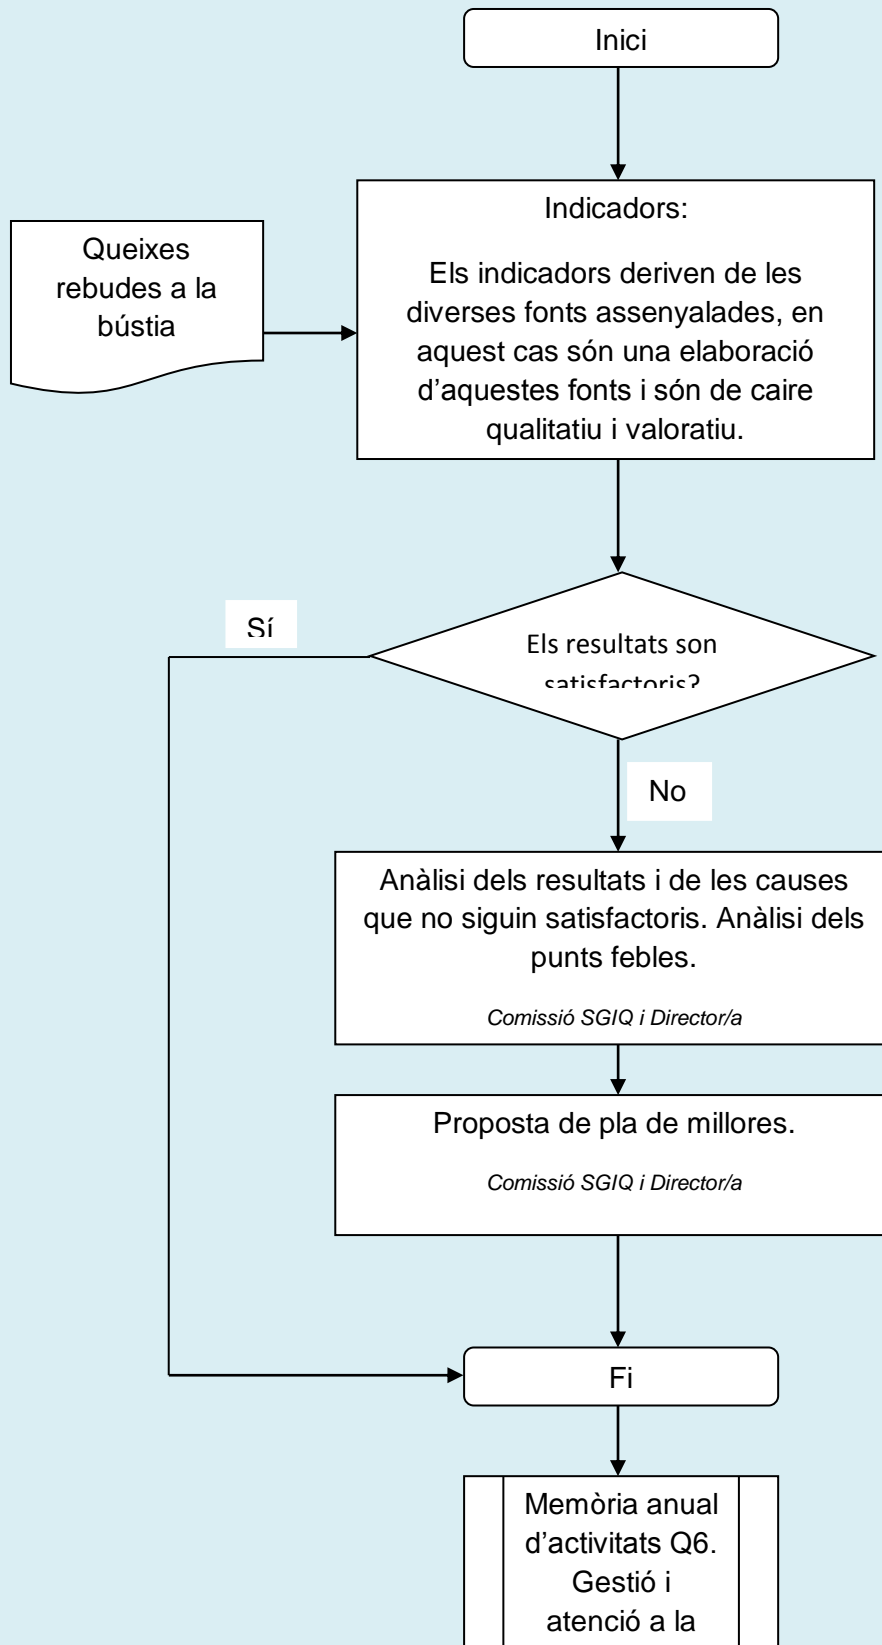 Inici
Queixes
rebudes a la
bústia
Indicadors:
Els indicadors deriven de les
diverses fonts assenyalades, en
aquest cas són una elaboració
d’aquestes fonts i són de caire
qualitatiu i valoratiu.
Sí
Els resultats son
satisfactoris?
No
Anàlisi dels resultats i de les causes
que no siguin satisfactoris. Anàlisi dels
punts febles.
Comissió SGIQ i Director/a
Proposta de pla de millores.
Comissió SGIQ i Director/a
Fi
Memòria anual
d’activitats Q6.
Gestió i
atenció a la